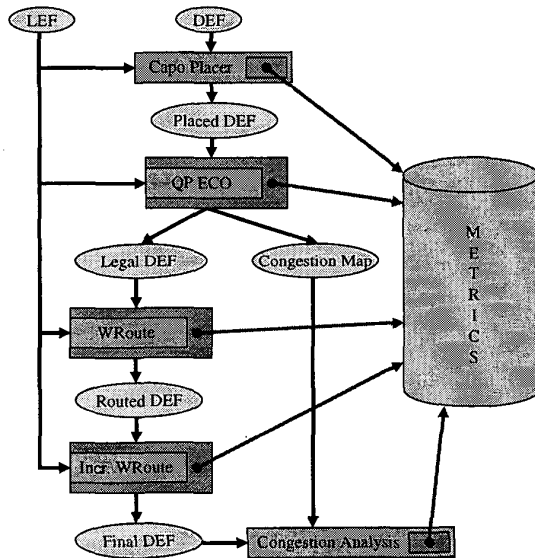 LEF
DEF
Capo Placer
Placed DEF
QP ECO
Legal DEF
Congestion Map
METRICS
WRoute
Routed DEF
Incr. WRoute
Final DEF
Congestion Analysis